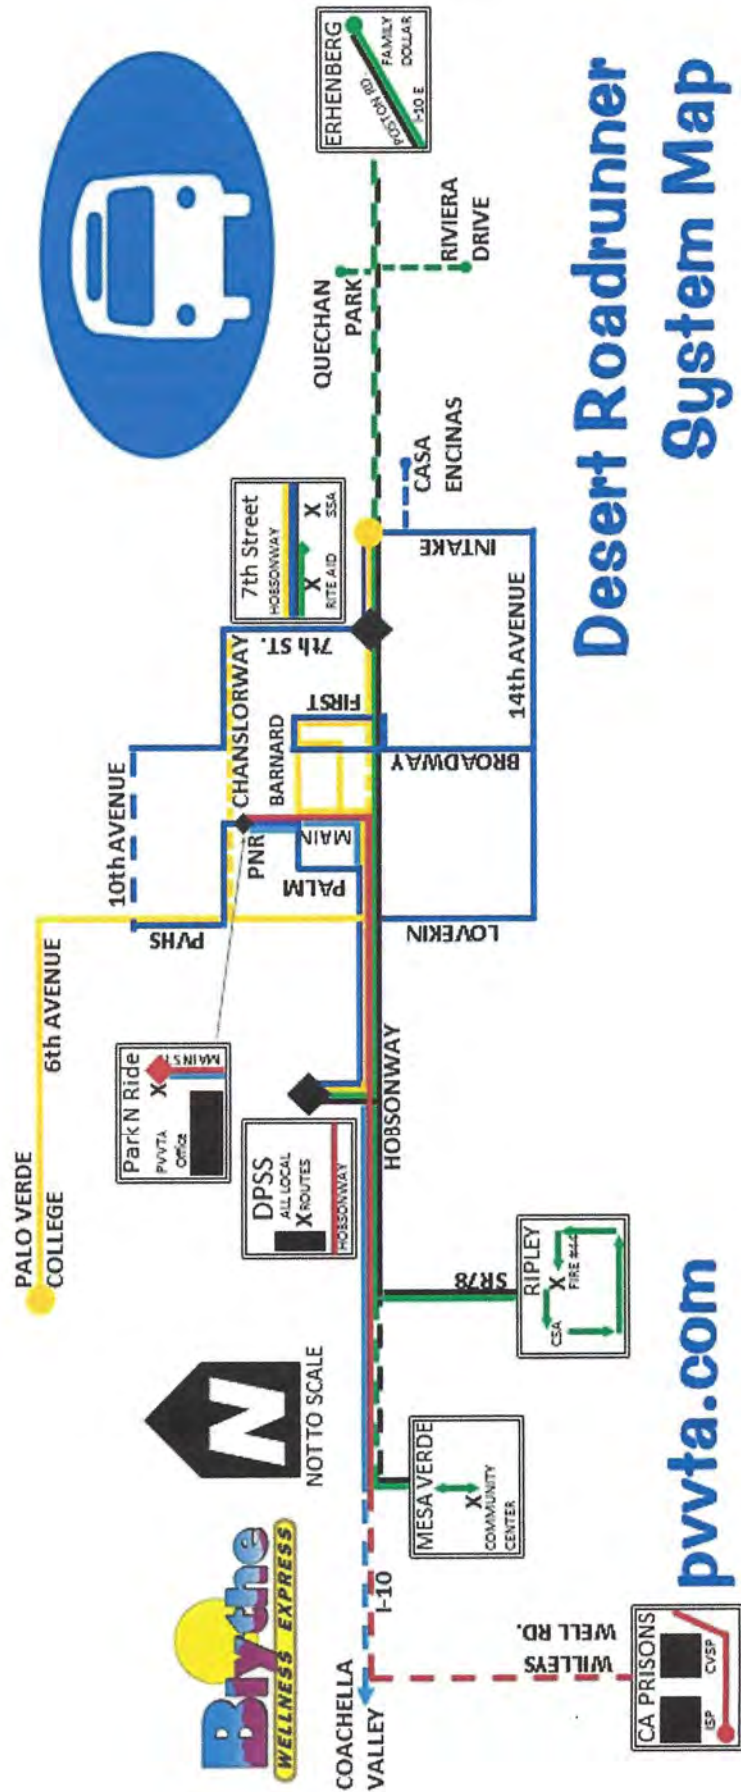 Blythe
WELLNESS EXPRESS
N
NOT TO SCALE
PALO VERDE
COLLEGE
6th AVENUE
10th AVENUE
PVHS
CHANSLORWAY
BARNARD
PNR
MAIN
PALM
FIRST
7th ST.
Park N Ride
PVVTA
Office
X
MAIN ST
DPSS
ALL LOCAL
X ROUTES
HOBSONWAY
7th Street
HOBSONWAY
X
X
RITE AID
SSA
QUECHAN
PARK
RIVIERA
DRIVE
ERHENBERG
POSTON RD.
FAMILY
DOLLAR
I-10 E
CASA
ENCINAS
INTAKE
14th AVENUE
BROADWAY
LOVEKIN
HOBSONWAY
SR78
COACHELLA
VALLEY
I-10
MESA VERDE
X
COMMUNITY
CENTER
RIPLEY
CSA
X
FIRE #44
WILLEYS
WELL RD.
CA PRISONS
ISP
CVSP
pvvta.com
Desert Roadrunner
System Map